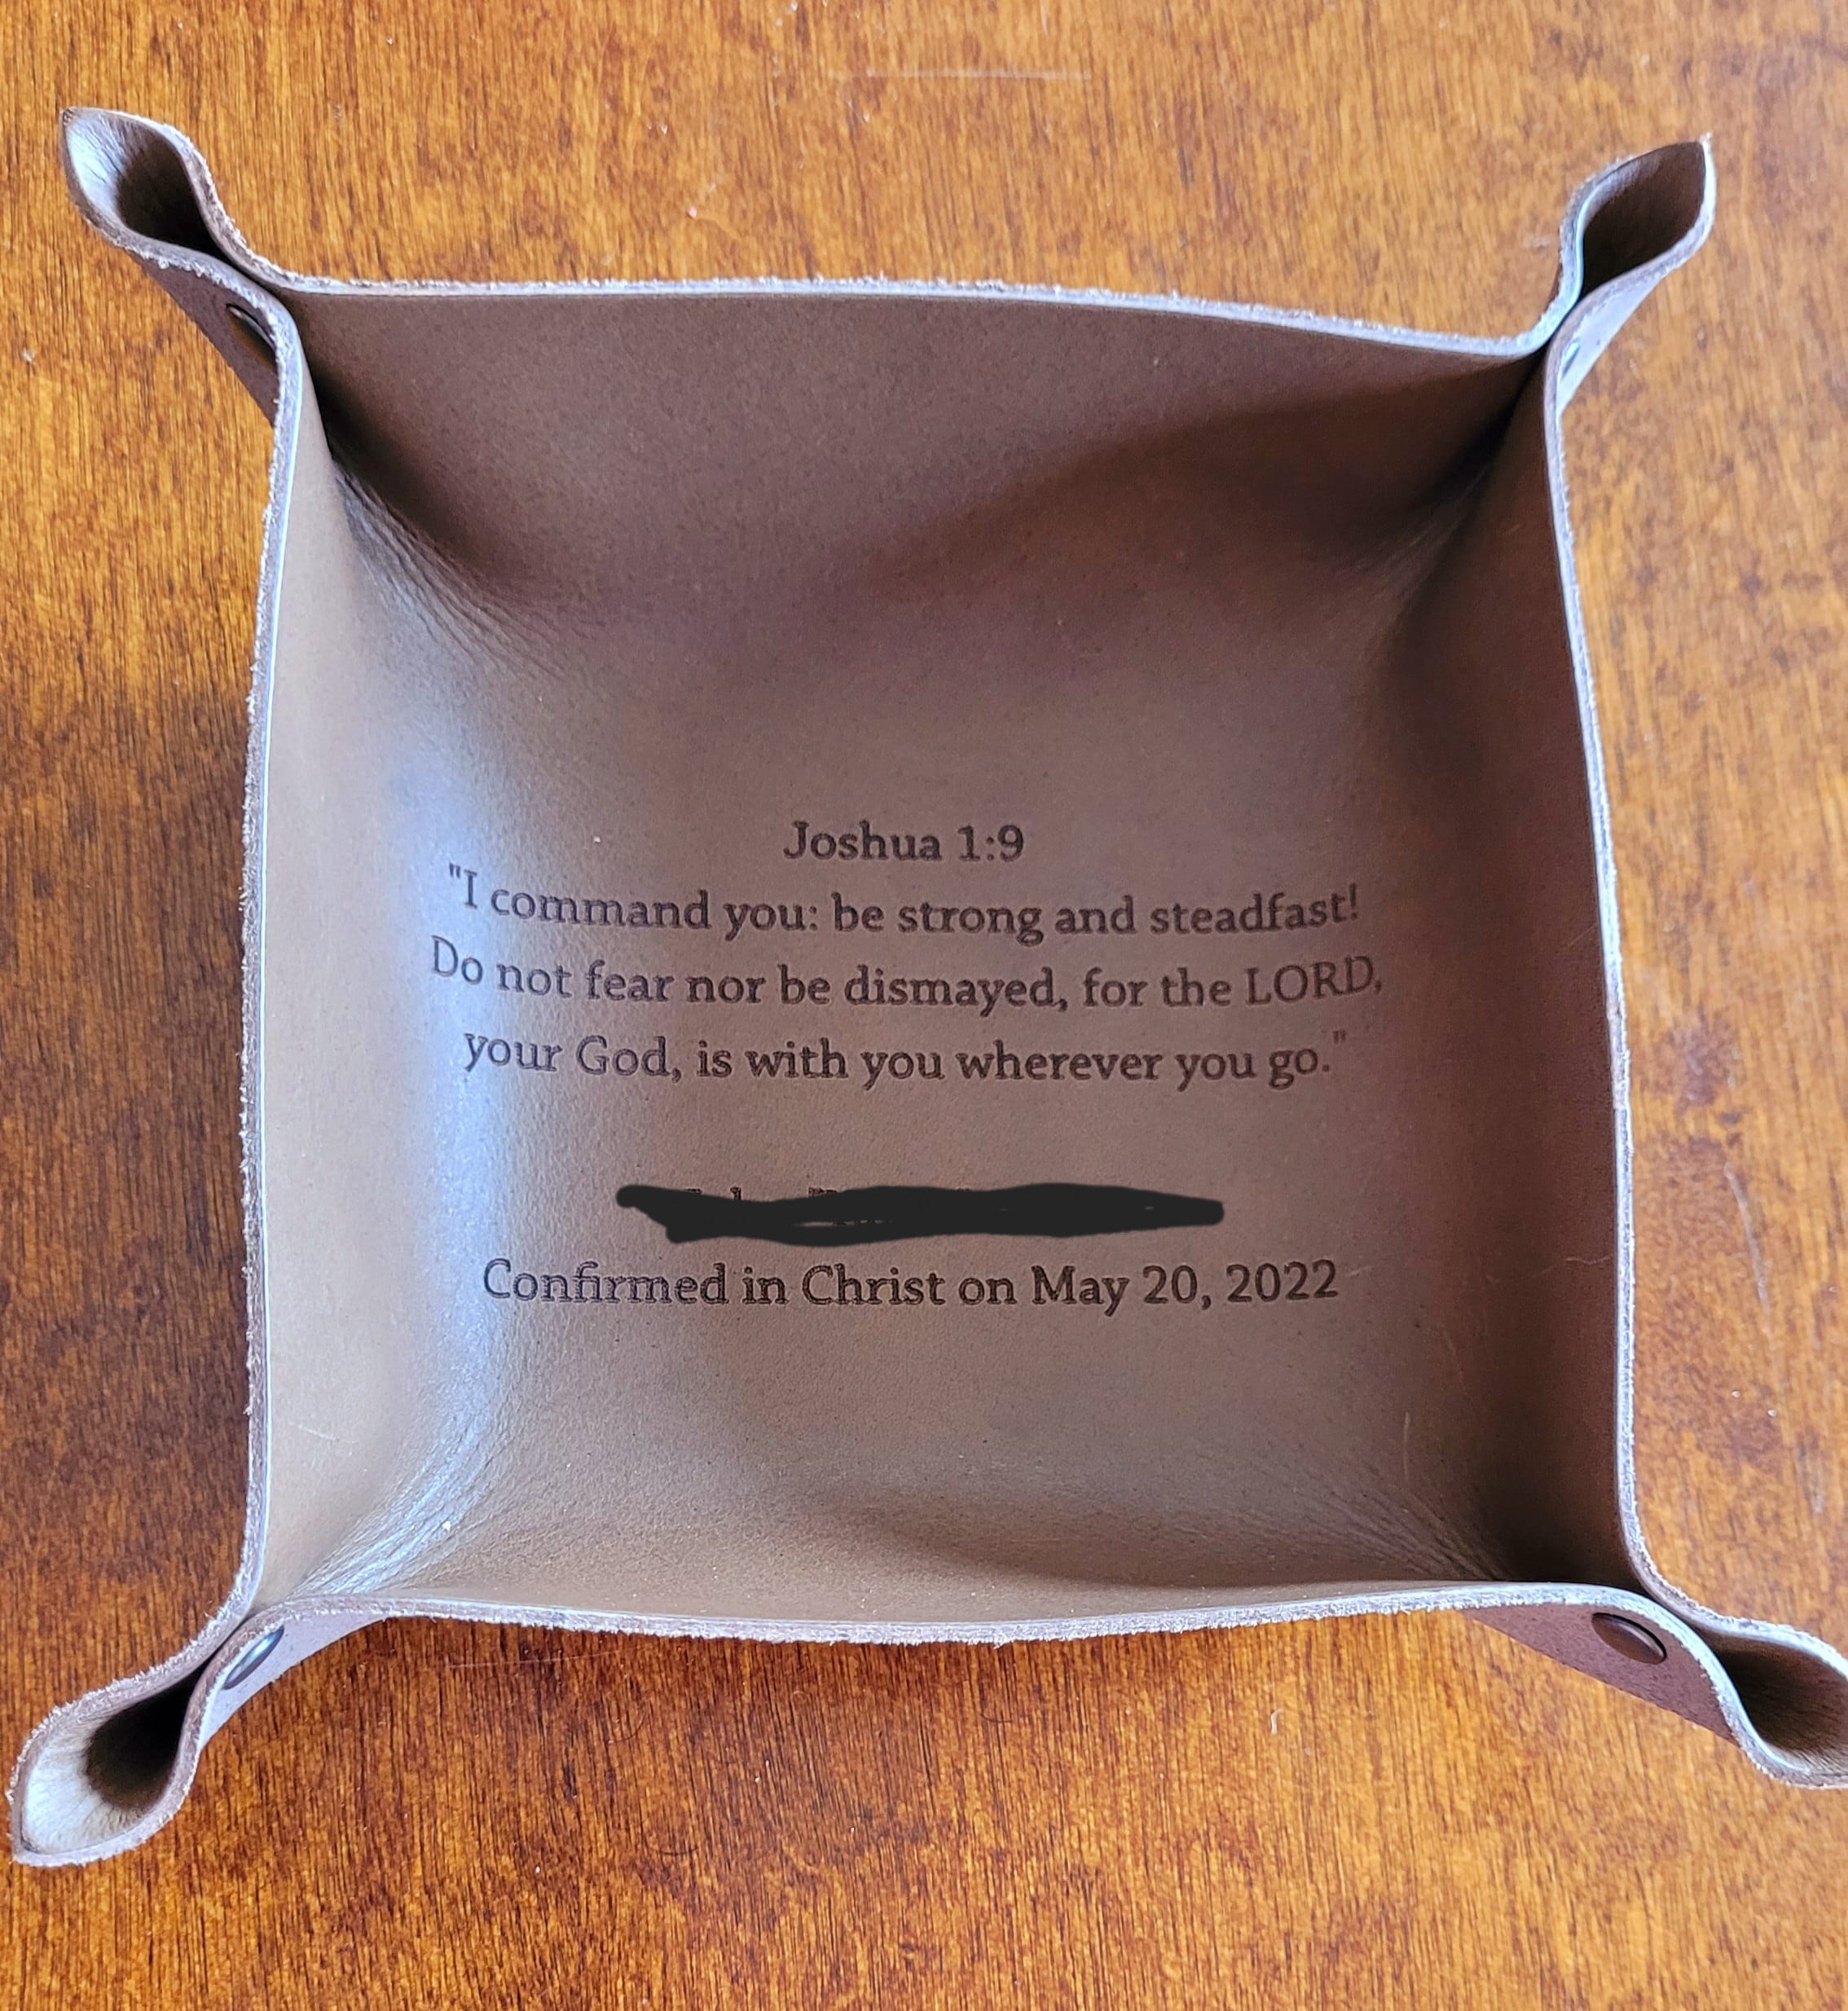 Joshua 1:9
"I command you: be strong and steadfast!
Do not fear nor be dismayed, for the LORD,
your God, is with you wherever you go."
Confirmed in Christ on May 20, 2022